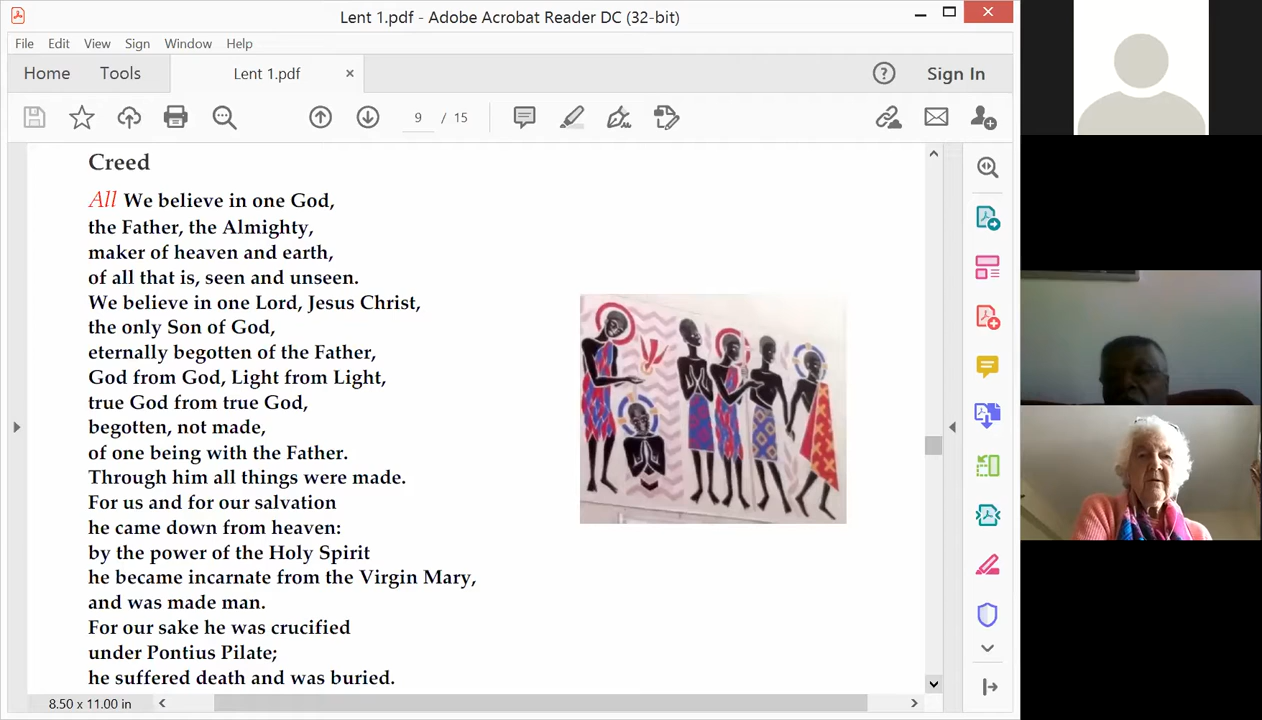 Lent 1.pdf - Adobe Acrobat Reader DC (32-bit)
File Edit View Sign Window Help
Home Tools Lent 1.pdf × Sign In
9 / 15
Creed
All We believe in one God,
the Father, the Almighty,
maker of heaven and earth,
of all that is, seen and unseen.
We believe in one Lord, Jesus Christ,
the only Son of God,
eternally begotten of the Father,
God from God, Light from Light,
true God from true God,
begotten, not made,
of one being with the Father.
Through him all things were made.
For us and for our salvation
he came down from heaven:
by the power of the Holy Spirit
he became incarnate from the Virgin Mary,
and was made man.
For our sake he was crucified
under Pontius Pilate;
he suffered death and was buried.
8.50 x 11.00 in